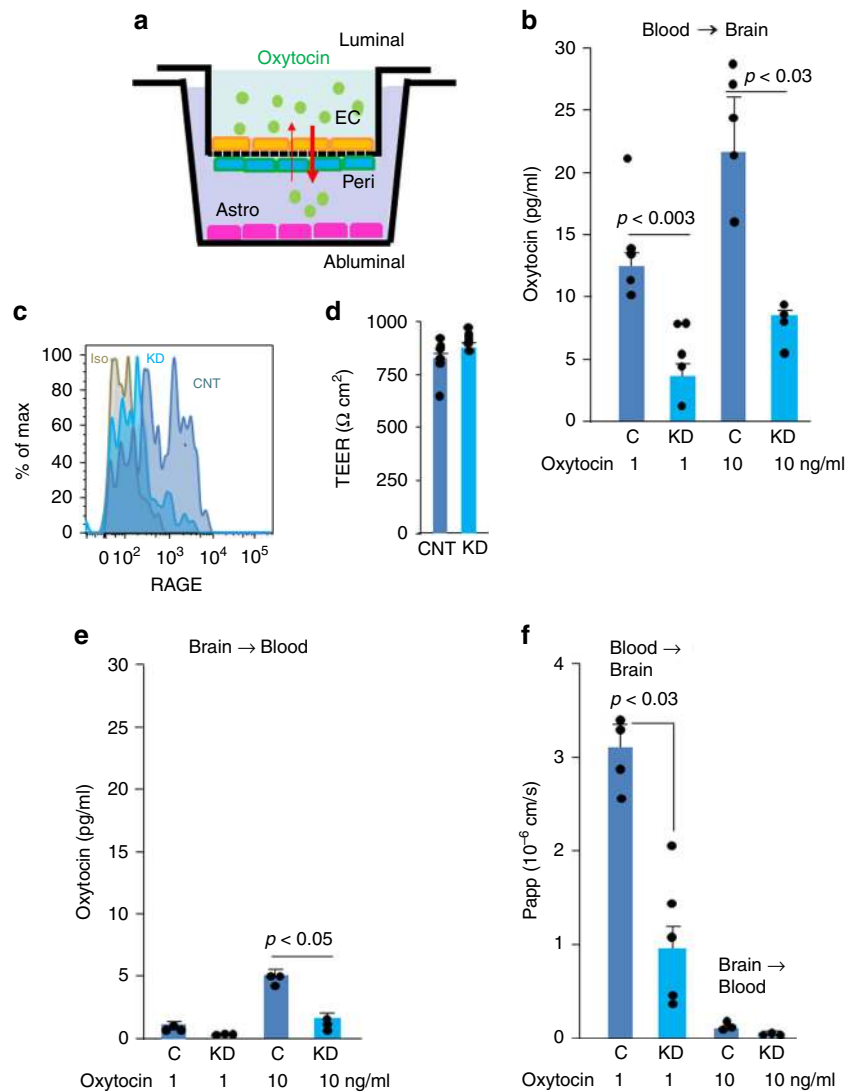 a
Luminal
Oxytocin
EC
Peri
Astro
Abluminal
b
Blood → Brain
30
25
20
15
10
5
0
Oxytocin (pg/ml)
p < 0.03
p < 0.003
C KD C KD
Oxytocin 1 1 10 10 ng/ml
c
100
80
60
40
20
0
% of max
Iso KD
CNT
0 10² 10³ 10⁴ 10⁵
RAGE
d
1000
750
500
250
0
TEER (Ω cm²)
CNT KD
e
Brain → Blood
30
25
20
15
10
5
0
Oxytocin (pg/ml)
p < 0.05
C KD C KD
Oxytocin 1 1 10 10 ng/ml
f
Blood →
Brain
p < 0.03
4
3
2
1
0
Papp (10⁻⁶ cm/s)
Brain →
Blood
C KD C KD
Oxytocin 1 1 10 10 ng/ml